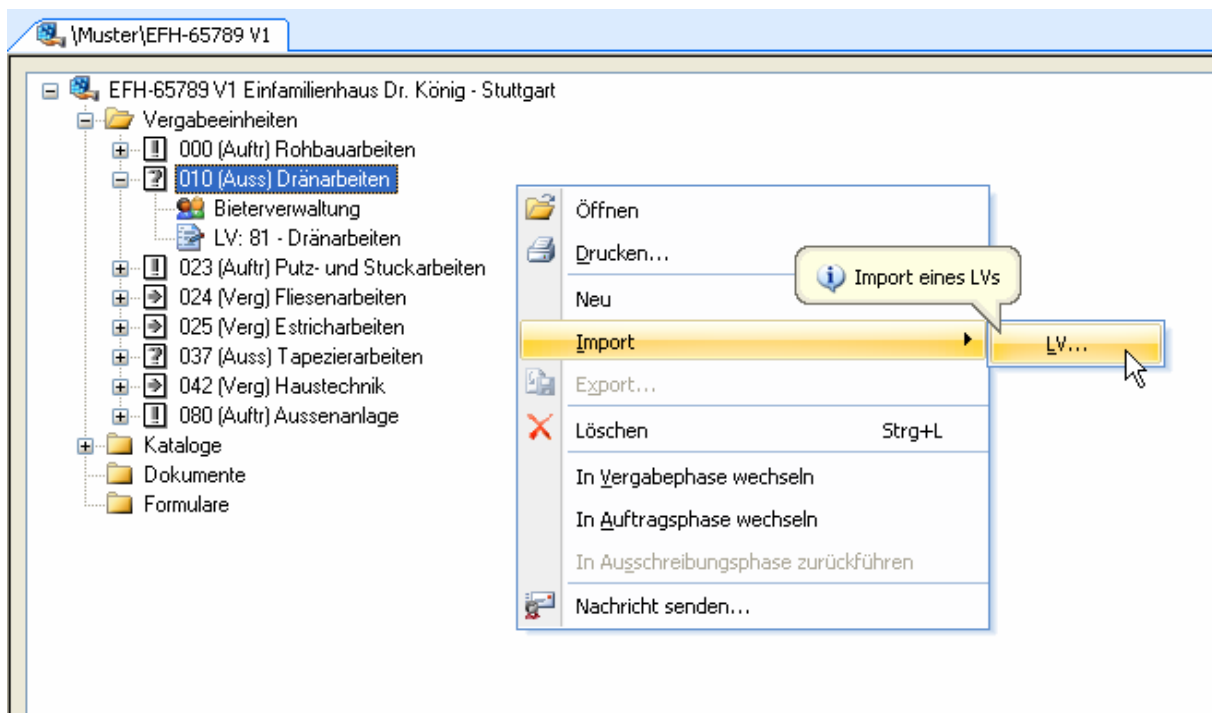 \Muster\EFH-65789 V1
EFH-65789 V1 Einfamilienhaus Dr. König - Stuttgart
Vergabeeinheiten
000 (Auftr) Rohbauarbeiten
010 (Auss) Dränarbeiten
Bieterverwaltung
LV: 81 - Dränarbeiten
023 (Auftr) Putz- und Stuckarbeiten
024 (Verg) Fliesenarbeiten
025 (Verg) Estricharbeiten
037 (Auss) Tapezierarbeiten
042 (Verg) Haustechnik
080 (Auftr) Aussenanlage
Kataloge
Dokumente
Formulare
Öffnen
Drucken...
Neu
Import
Export...
Löschen Strg+L
In Vergabephase wechseln
In Auftragsphase wechseln
In Ausschreibungsphase zurückführen
Nachricht senden...
Import eines LVs
LV...